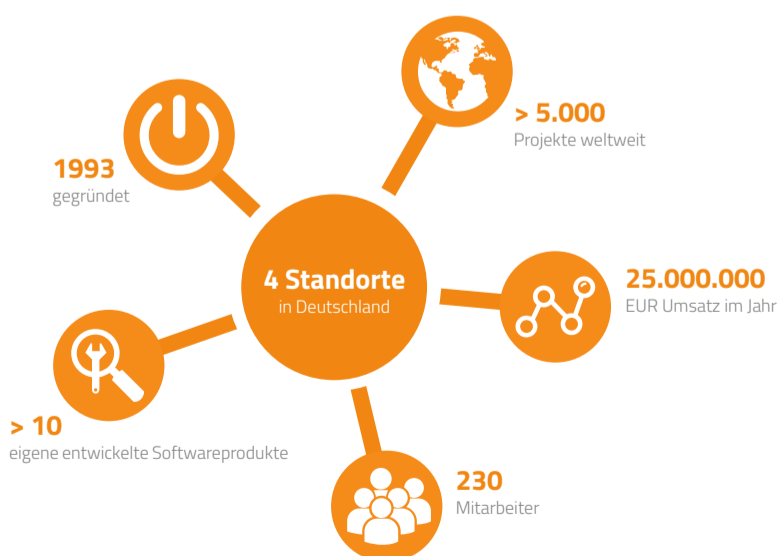 > 5.000
Projekte weltweit
1993
gegründet
4 Standorte
in Deutschland
25.000.000
EUR Umsatz im Jahr
> 10
eigene entwickelte Softwareprodukte
230
Mitarbeiter